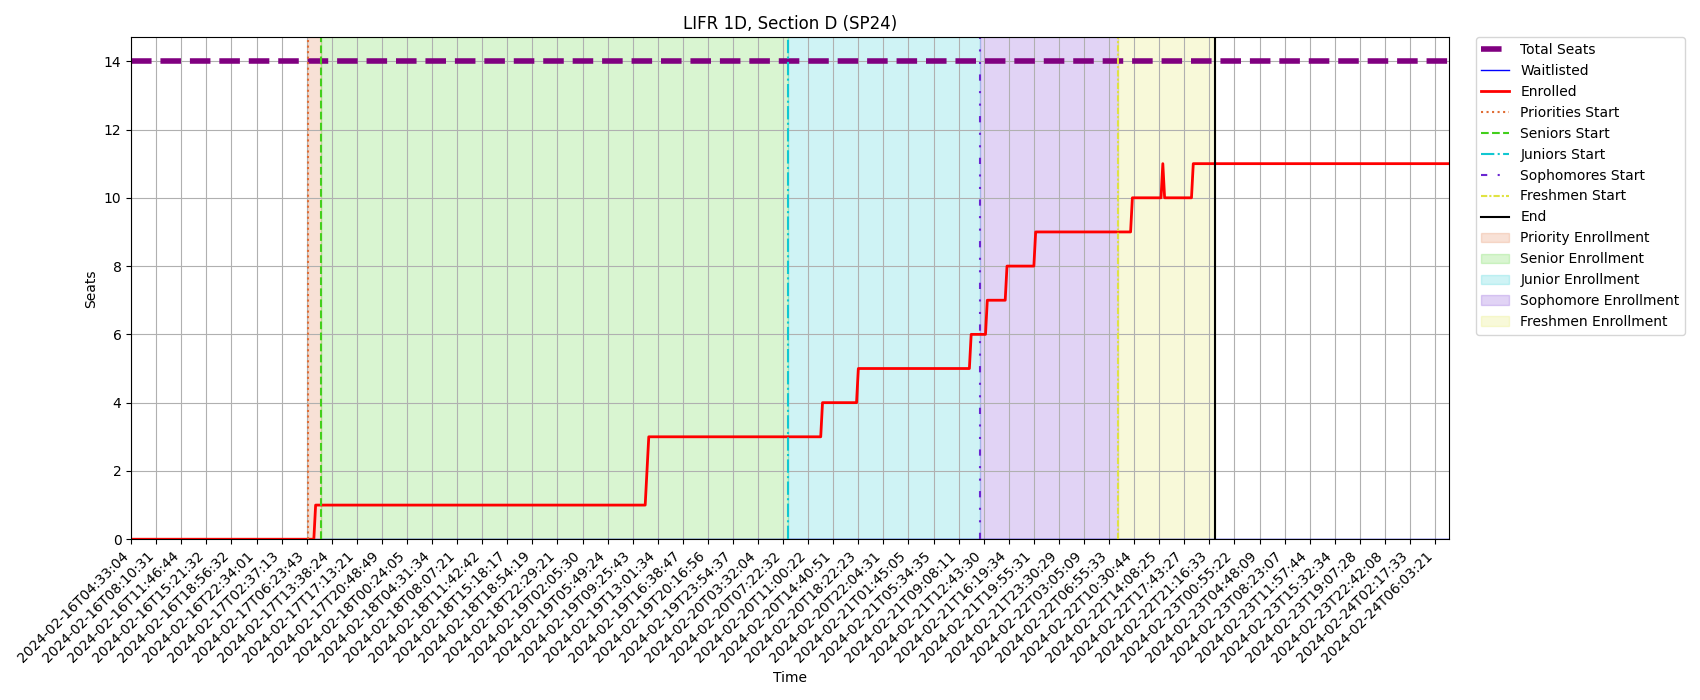 LIFR 1D, Section D (SP24)
14
12
10
8
6
4
2
0
Seats
2024-02-16T04:33:04
2024-02-16T08:10:31
2024-02-16T11:46:44
2024-02-16T15:21:32
2024-02-16T18:56:32
2024-02-16T22:34:01
2024-02-17T02:37:13
2024-02-17T06:23:43
2024-02-17T13:38:24
2024-02-17T17:13:21
2024-02-17T20:48:49
2024-02-18T00:24:05
2024-02-18T04:31:34
2024-02-18T08:07:21
2024-02-18T11:42:42
2024-02-18T15:18:17
2024-02-18T18:54:19
2024-02-18T22:29:21
2024-02-19T02:05:30
2024-02-19T05:49:24
2024-02-19T09:25:43
2024-02-19T13:01:34
2024-02-19T16:38:47
2024-02-19T20:16:56
2024-02-19T23:54:37
2024-02-20T03:32:04
2024-02-20T07:22:32
2024-02-20T11:00:22
2024-02-20T14:40:51
2024-02-20T18:22:23
2024-02-20T22:04:31
2024-02-21T01:45:05
2024-02-21T05:34:35
2024-02-21T09:08:11
2024-02-21T12:43:30
2024-02-21T16:19:34
2024-02-21T19:55:31
2024-02-21T23:30:29
2024-02-22T03:05:09
2024-02-22T06:55:33
2024-02-22T10:30:44
2024-02-22T14:08:25
2024-02-22T17:43:27
2024-02-22T21:16:33
2024-02-23T00:55:22
2024-02-23T04:48:09
2024-02-23T08:23:07
2024-02-23T11:57:44
2024-02-23T15:32:34
2024-02-23T19:07:28
2024-02-23T22:42:08
2024-02-24T02:17:33
2024-02-24T06:03:21
Time
Total Seats
Waitlisted
Enrolled
Priorities Start
Seniors Start
Juniors Start
Sophomores Start
Freshmen Start
End
Priority Enrollment
Senior Enrollment
Junior Enrollment
Sophomore Enrollment
Freshmen Enrollment